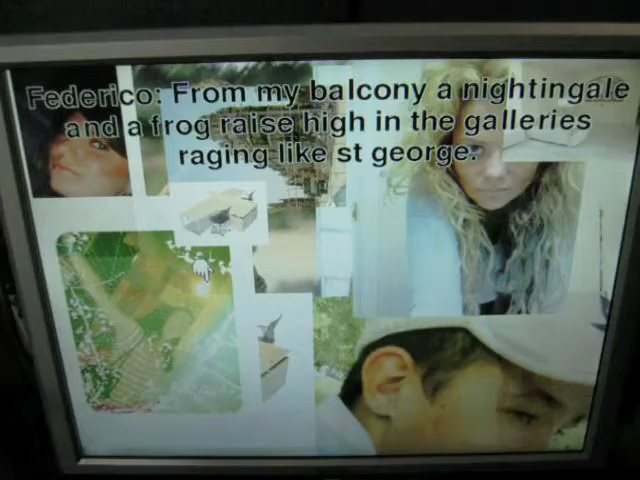 Federico: From my balcony a nightingale
and a frog raise high in the galleries
raging like st george.